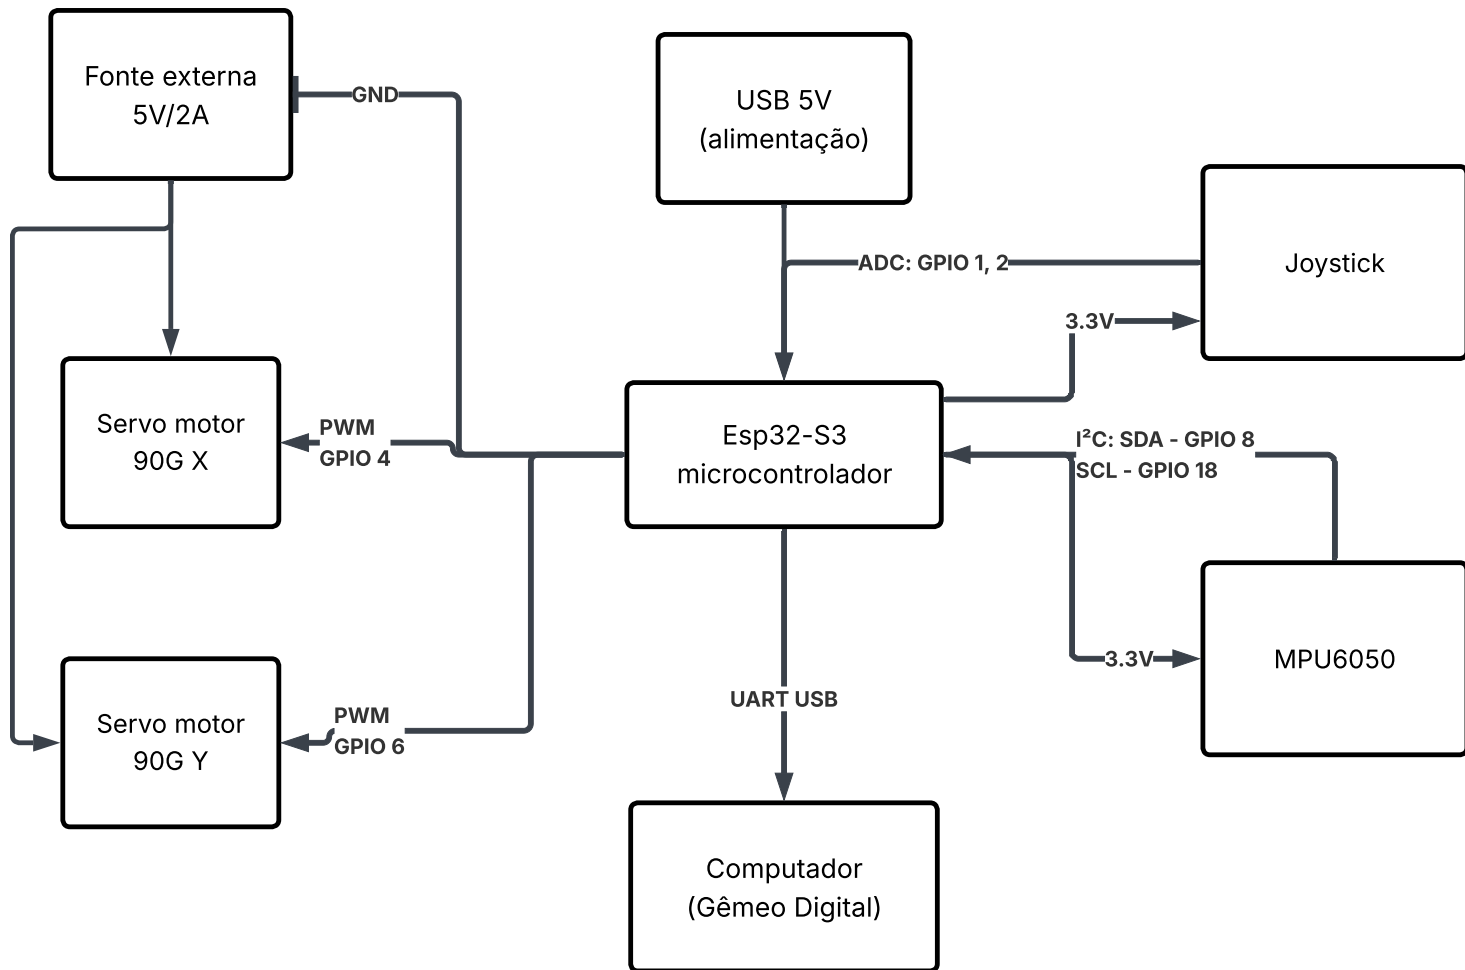 Fonte externa
5V/2A
GND
USB 5V
(alimentação)
ADC: GPIO 1, 2
Joystick
3.3V
Servo motor
90G X
PWM
GPIO 4
Esp32-S3
microcontrolador
I²C: SDA - GPIO 8
SCL - GPIO 18
3.3V
MPU6050
Servo motor
90G Y
PWM
GPIO 6
UART USB
Computador
(Gêmeo Digital)